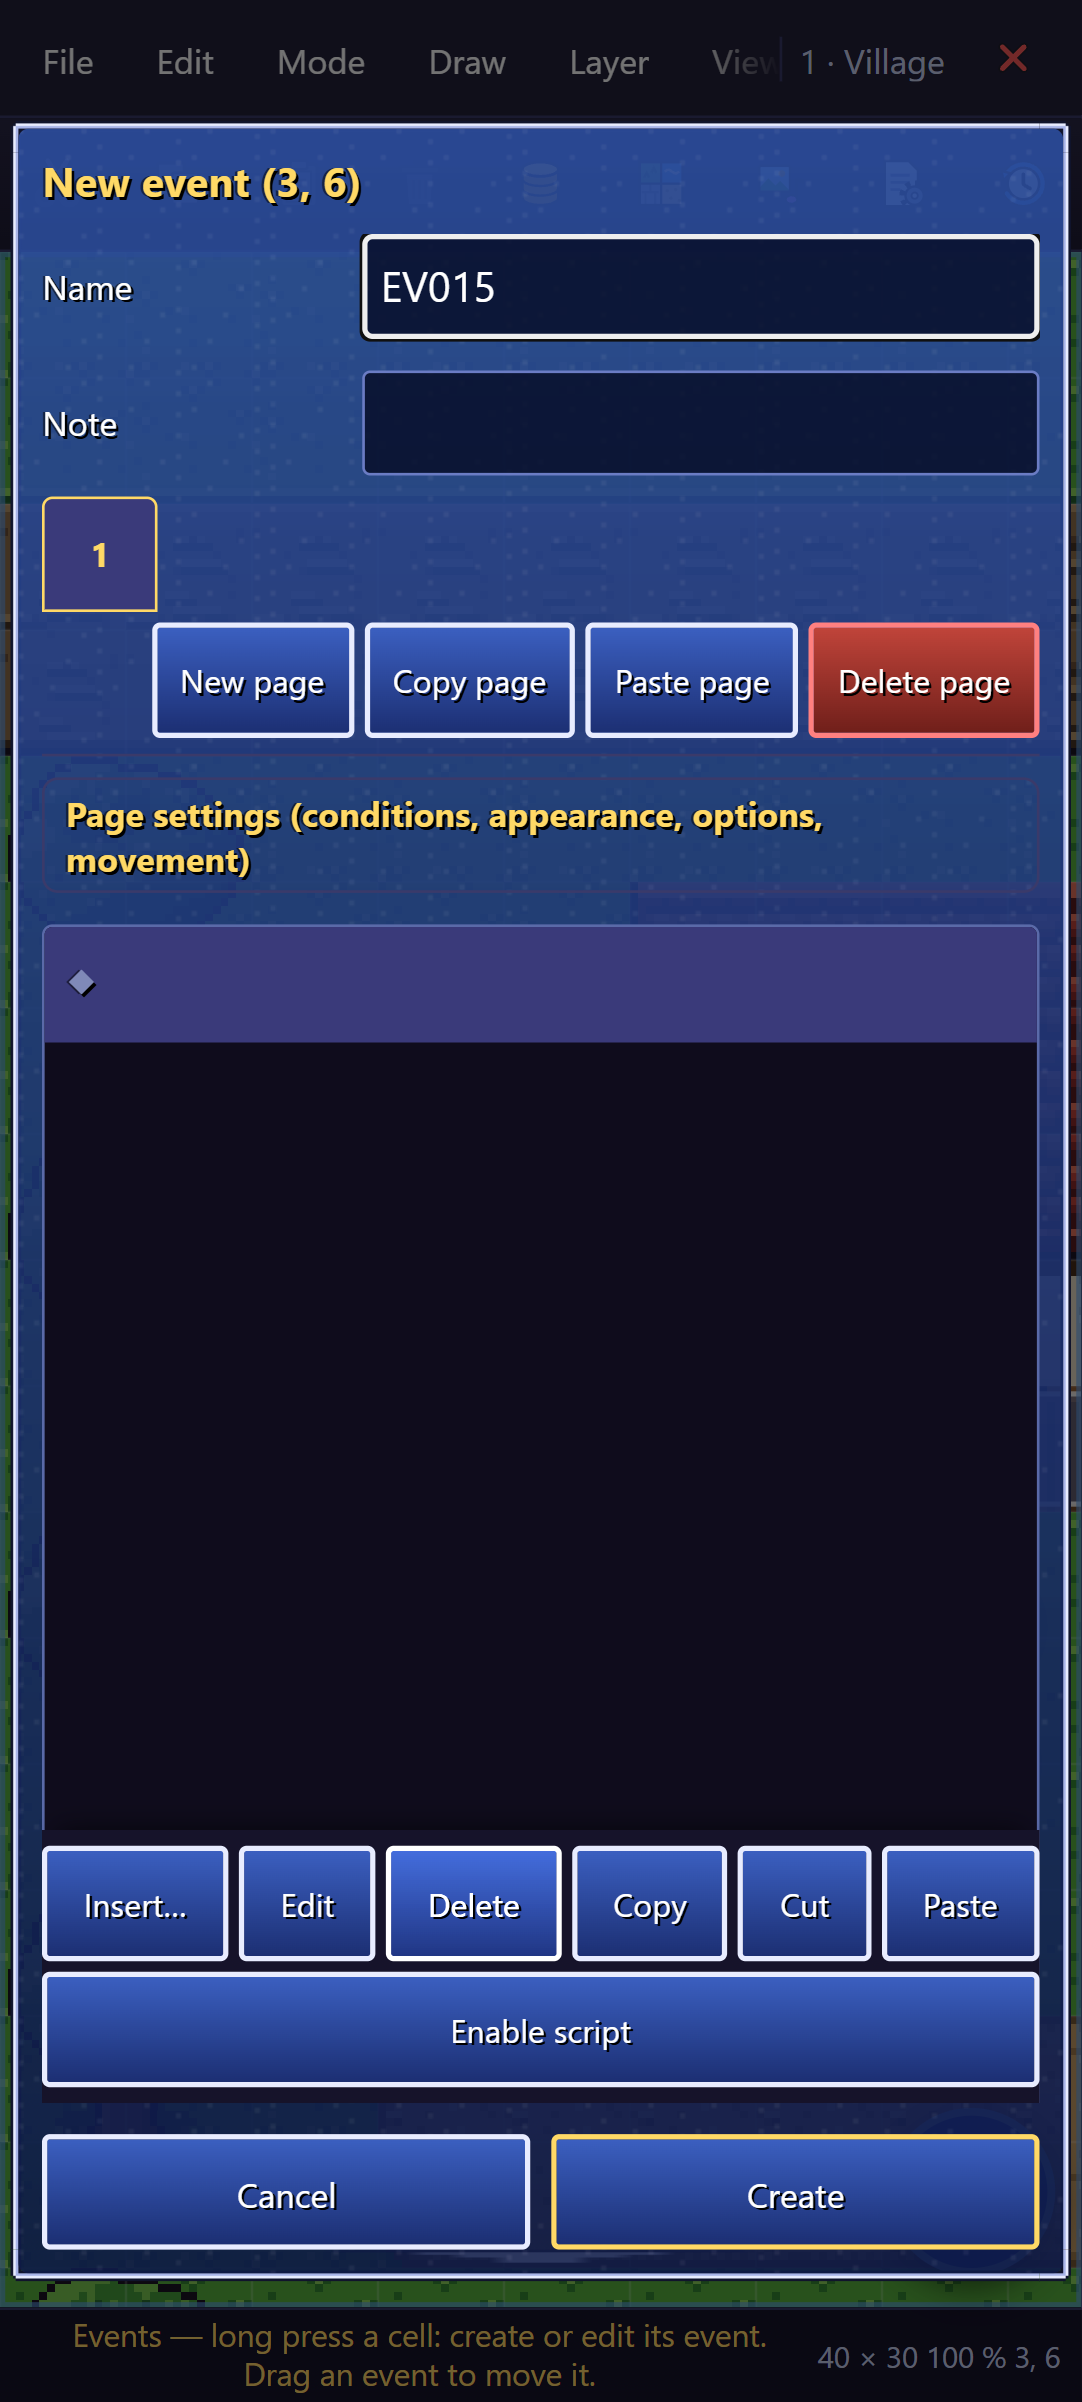 File Edit Mode Draw Layer View 1 · Village
New event (3, 6)
Name EV015
Note
1
New page Copy page Paste page Delete page
Page settings (conditions, appearance, options,
movement)
Insert... Edit Delete Copy Cut Paste
Enable script
Cancel Create
Events — long press a cell: create or edit its event.
Drag an event to move it.
40 × 30 100 % 3, 6